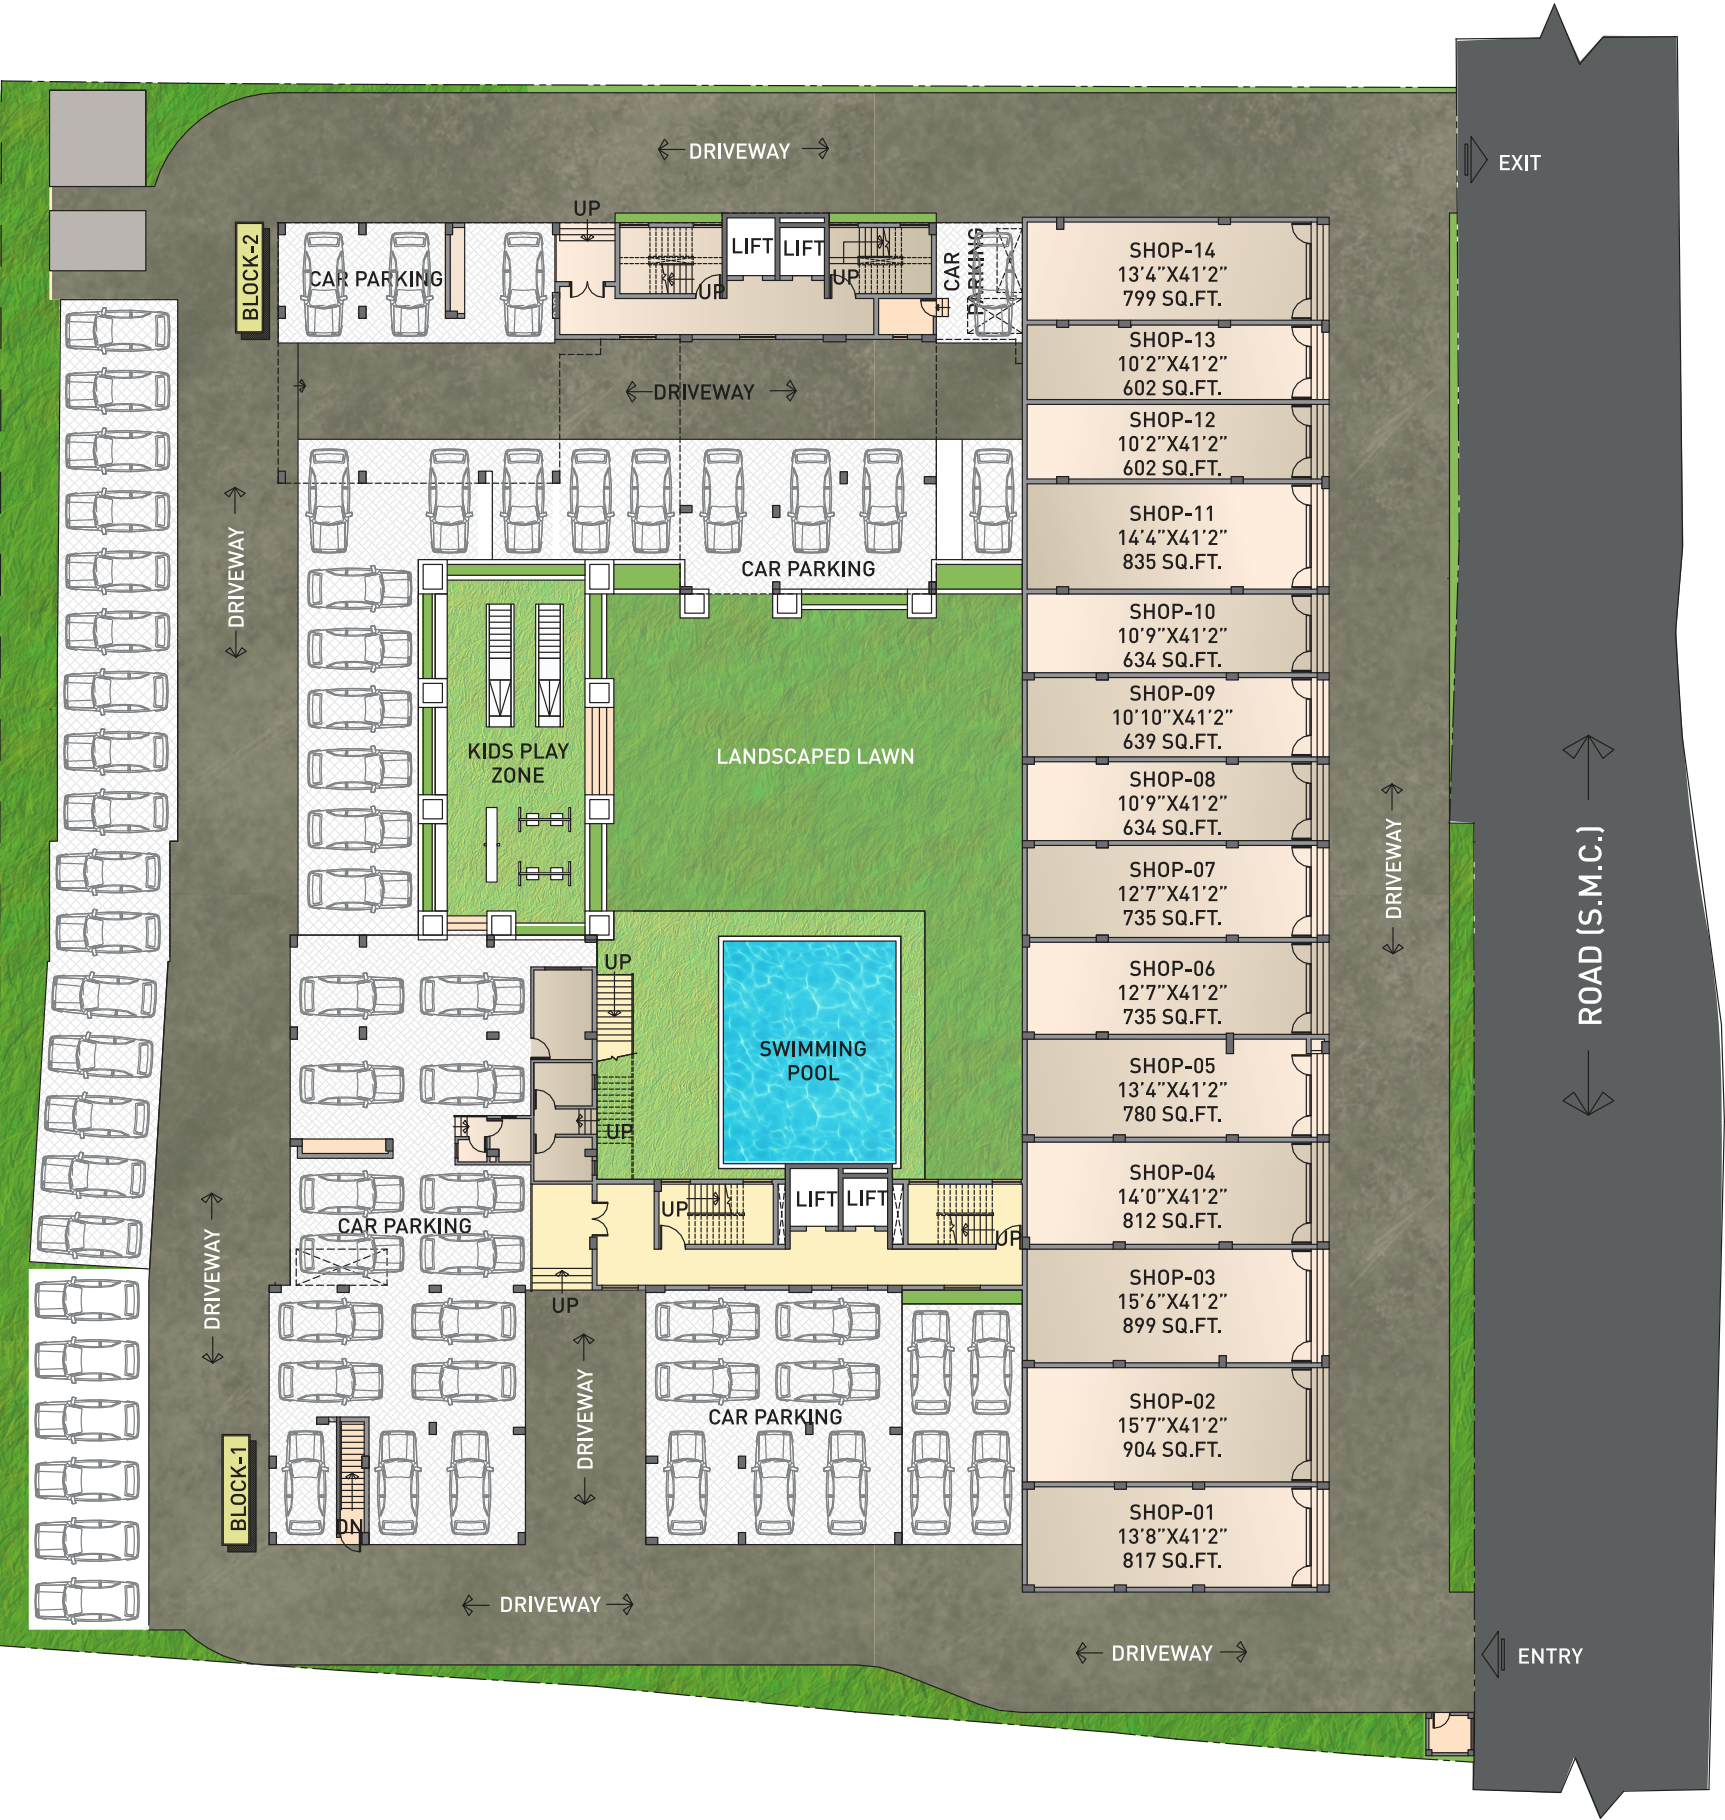 DRIVEWAY
EXIT
BLOCK-2
UP
CAR PARKING
LIFT
LIFT
UP
UP
CAR
PARKING
SHOP-14
13'4"X41'2"
799 SQ.FT.
SHOP-13
10'2"X41'2"
602 SQ.FT.
DRIVEWAY
SHOP-12
10'2"X41'2"
602 SQ.FT.
DRIVEWAY
CAR PARKING
SHOP-11
14'4"X41'2"
835 SQ.FT.
SHOP-10
10'9"X41'2"
634 SQ.FT.
SHOP-09
10'10"X41'2"
639 SQ.FT.
KIDS PLAY
ZONE
LANDSCAPED LAWN
SHOP-08
10'9"X41'2"
634 SQ.FT.
DRIVEWAY
ROAD (S.M.C.)
SHOP-07
12'7"X41'2"
735 SQ.FT.
UP
SHOP-06
12'7"X41'2"
735 SQ.FT.
SWIMMING
POOL
SHOP-05
13'4"X41'2"
780 SQ.FT.
UP
SHOP-04
14'0"X41'2"
812 SQ.FT.
LIFT
LIFT
UP
UP
CAR PARKING
DRIVEWAY
UP
SHOP-03
15'6"X41'2"
899 SQ.FT.
DRIVEWAY
CAR PARKING
SHOP-02
15'7"X41'2"
904 SQ.FT.
BLOCK-1
DN
SHOP-01
13'8"X41'2"
817 SQ.FT.
DRIVEWAY
DRIVEWAY
ENTRY